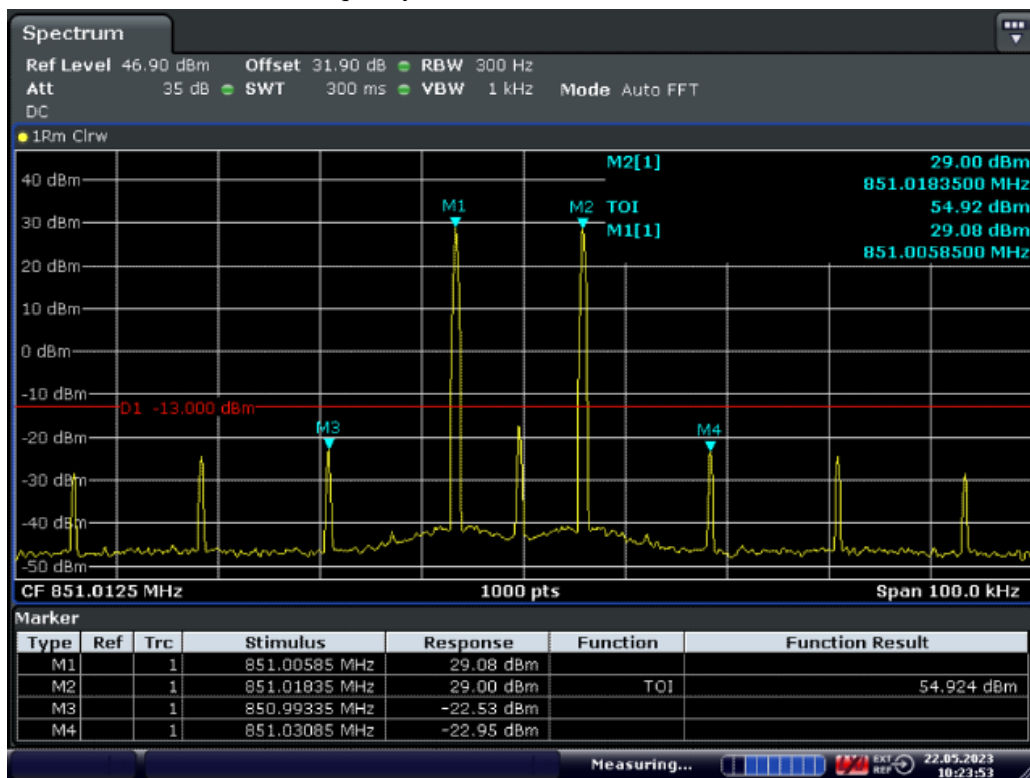 Spectrum
Ref Level 46.90 dBm Offset 31.90 dB RBW 300 Hz
Att 35 dB SWT 300 ms VBW 1 kHz Mode Auto FFT
DC
1Rm Clrw
M2[1] 29.00 dBm
851.0183500 MHz
TOI 54.92 dBm
M1[1] 29.08 dBm
851.0058500 MHz
40 dBm
M1
M2
30 dBm
20 dBm
10 dBm
0 dBm
-10 dBm
D1 -13.000 dBm
M3
M4
-20 dBm
-30 dBm
-40 dBm
-50 dBm
CF 851.0125 MHz 1000 pts Span 100.0 kHz
Marker
Type Ref Trc Stimulus Response Function Function Result
M1 1 851.00585 MHz 29.08 dBm
M2 1 851.01835 MHz 29.00 dBm TOI 54.924 dBm
M3 1 850.99335 MHz -22.53 dBm
M4 1 851.03085 MHz -22.95 dBm
Measuring... EXT REF 22.05.2023
10:23:53